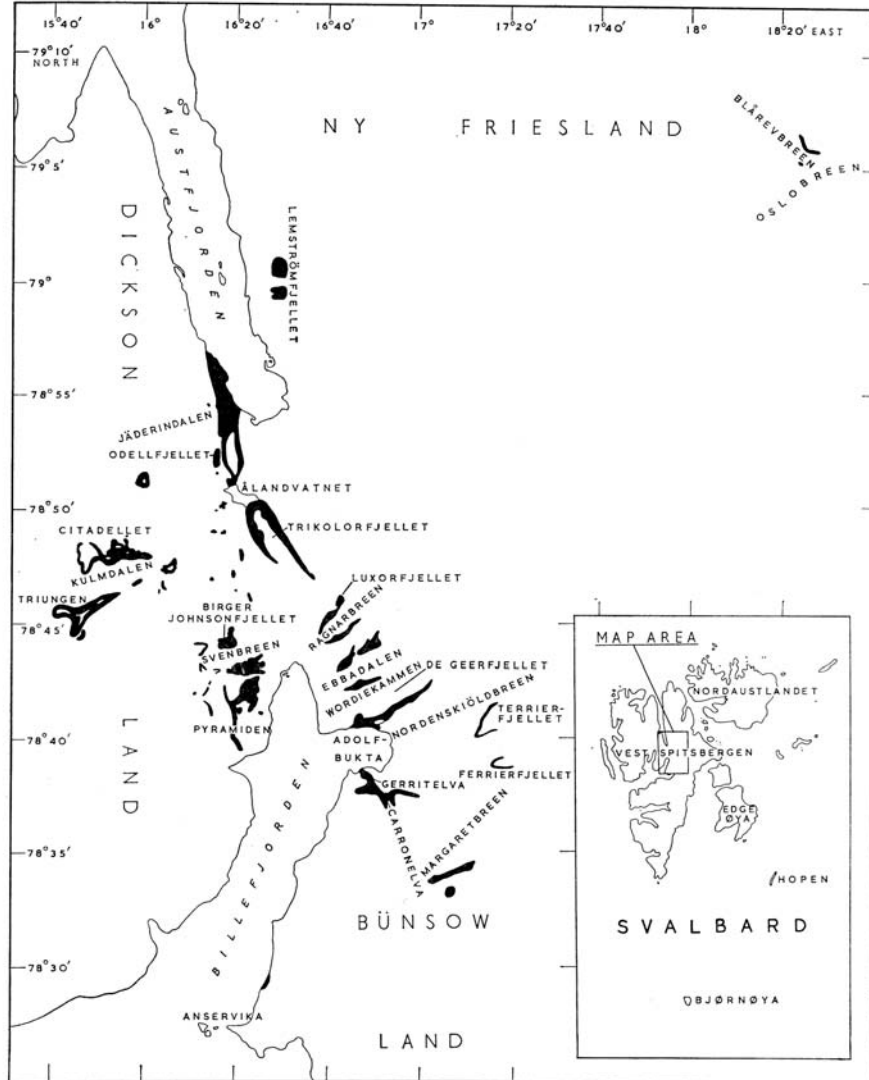 15°40' 16° 16°20' 16°40' 17° 17°40' 18° 18°20' EAST
79°10'
NORTH
NY FRIESLAND
BLÅREVBREEN
OSLOBREEN
AUSTFJORDEN
79°5'
DICKSON
LEMSTRÖMFJELLET
79°
78°55'
JÄDERINDALEN
ODELLFJELLET
ÅLANDVATNET
78°50'
TRIKOLORFJELLET
CITADELLET
KULMDALEN
LUXORFJELLET
TRIUNGEN
BIRGER
JOHNSONFJELLET
RAGNARBREEN
78°45'
SVENBREEN
EBBADALEN
DE GEERFJELLET
WORDIEKAMMEN
NORDENSKIÖLDBREEN
TERRIER-
FJELLET
PYRAMIDEN
78°40'
ADOLF-
BUKTA
LAND
FERRIERFJELLET
GERRITELVA
CARRONELVA
MARGARETBREEN
78°35'
BILLEFJORDEN
BÜNSOW
78°30'
ANSERVIKA
LAND
MAP AREA
NORDAUSTLANDET
VEST SPITSBERGEN
EDGE
ØYA
HOPEN
SVALBARD
BJØRNØYA